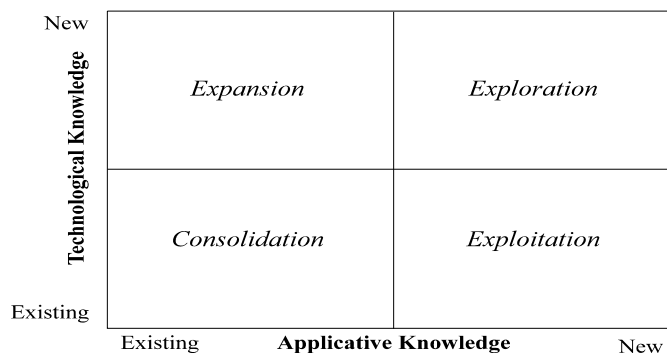 New
Expansion
Exploration
Technological Knowledge
Consolidation
Exploitation
Existing
Existing
Applicative Knowledge
New